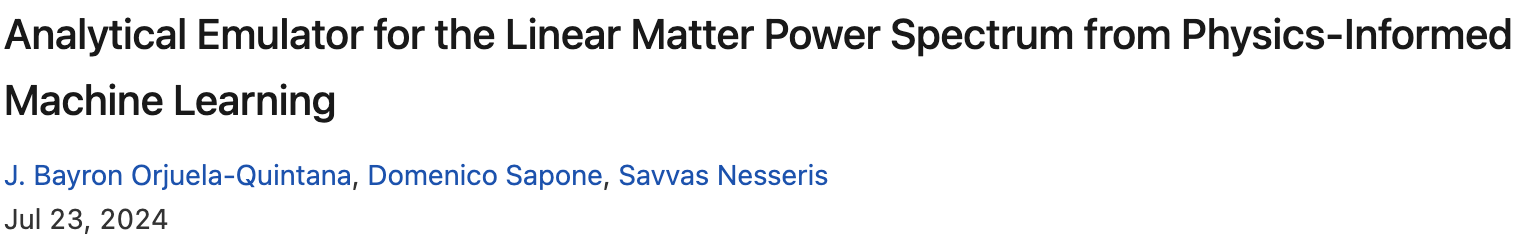 Analytical Emulator for the Linear Matter Power Spectrum from Physics-Informed
Machine Learning
J. Bayron Orjuela-Quintana, Domenico Sapone, Savvas Nesseris
Jul 23, 2024